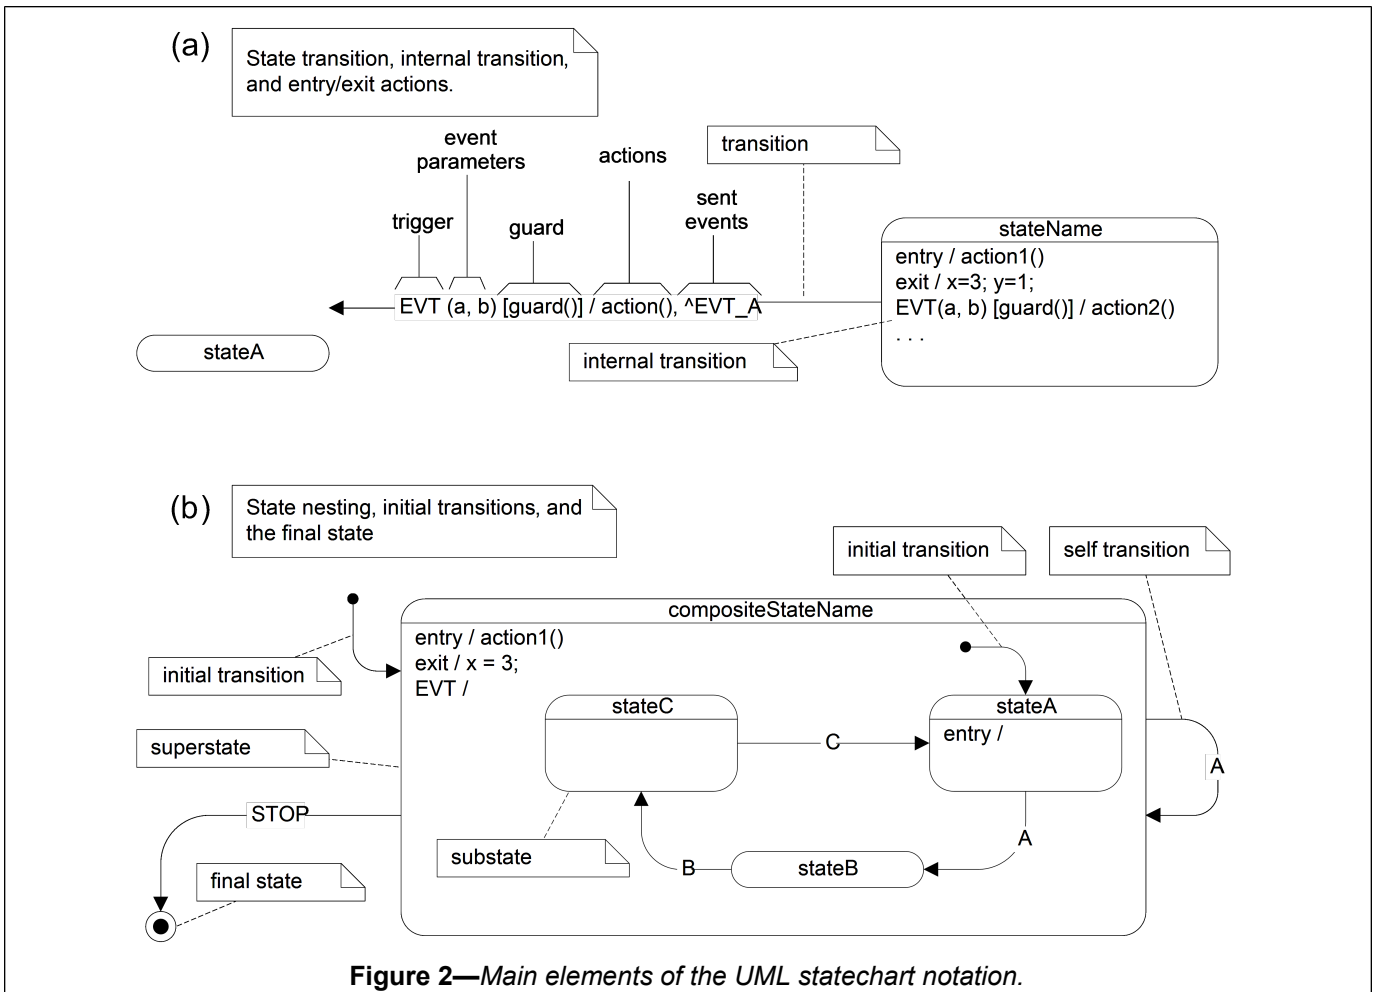 (a)
State transition, internal transition,
and entry/exit actions.
event
parameters
actions
transition
sent
events
trigger
guard
stateName
entry / action1()
exit / x=3; y=1;
EVT(a, b) [guard()] / action2()
. . .
EVT (a, b) [guard()] / action(), ^EVT_A
stateA
internal transition
(b)
State nesting, initial transitions, and
the final state
initial transition
self transition
compositeStateName
entry / action1()
exit / x = 3;
EVT /
initial transition
stateC
stateA
entry /
superstate
C
A
STOP
A
substate
B
stateB
final state
Figure 2—Main elements of the UML statechart notation.